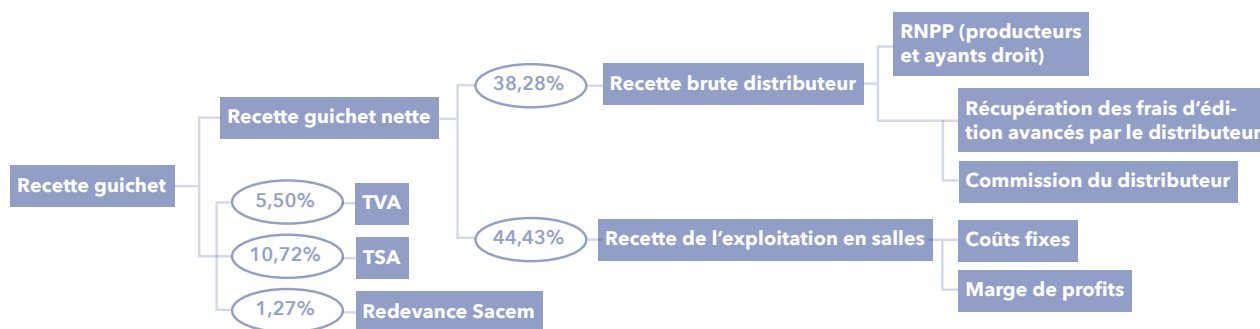 RNPP (producteurs
et ayants droit)
38,28%
Recette brute distributeur
Recette guichet nette
Récupération des frais d'édi-
tion avancés par le distributeur
Commission du distributeur
Recette guichet
5,50%
TVA
44,43%
Recette de l'exploitation en salles
Coûts fixes
10,72%
TSA
Marge de profits
1,27%
Redevance Sacem